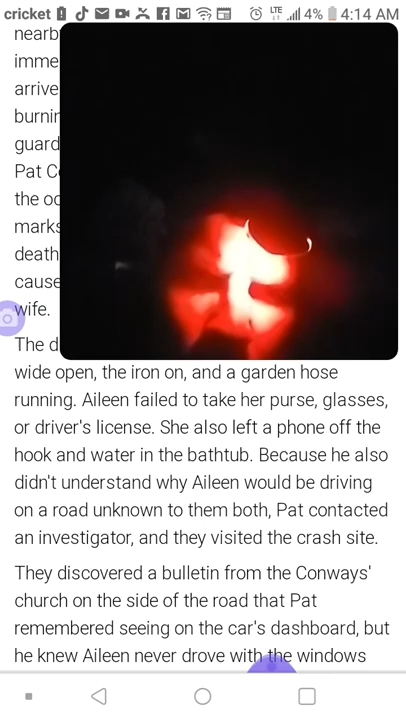 cricket LTE 4% 4:14 AM
nearb
imme
arrive
burnin
guard
Pat C
the oc
marks
death
cause
wife.
The d
wide open, the iron on, and a garden hose
running. Aileen failed to take her purse, glasses,
or driver's license. She also left a phone off the
hook and water in the bathtub. Because he also
didn't understand why Aileen would be driving
on a road unknown to them both, Pat contacted
an investigator, and they visited the crash site.
They discovered a bulletin from the Conways'
church on the side of the road that Pat
remembered seeing on the car's dashboard, but
he knew Aileen never drove with the windows